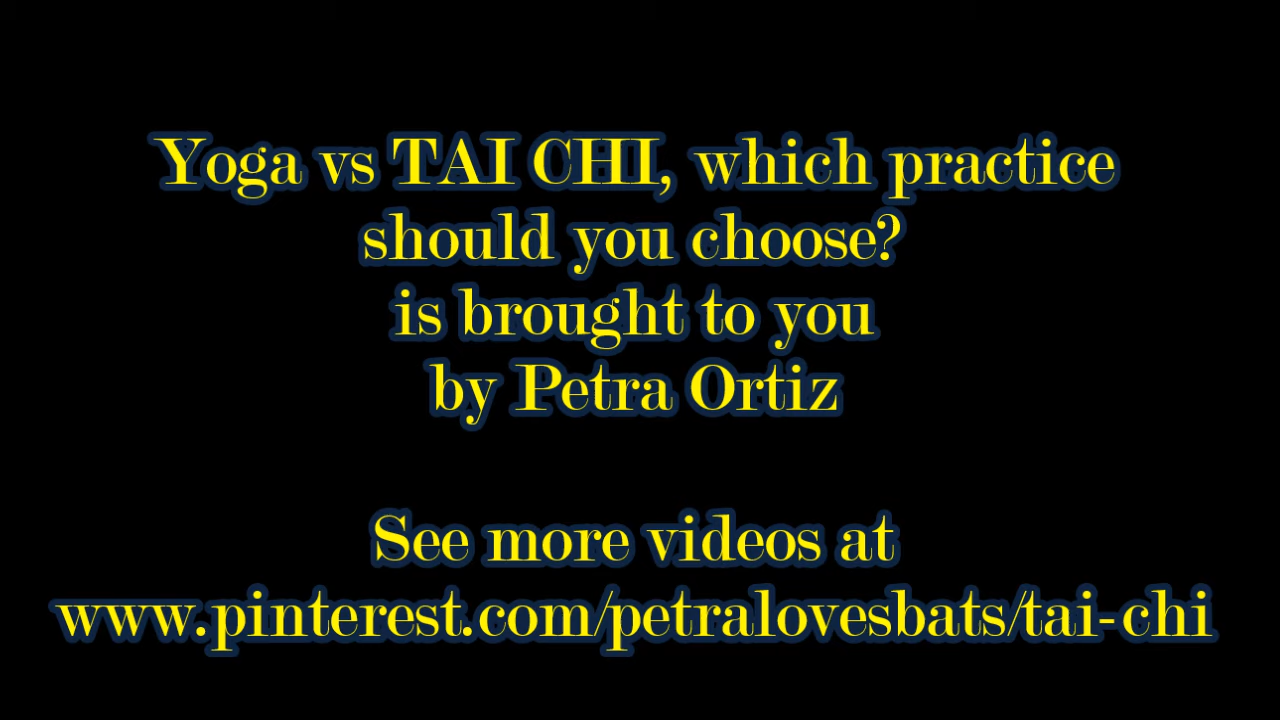 Yoga vs TAI CHI, which practice
should you choose?
is brought to you
by Petra Ortiz
See more videos at
www.pinterest.com/petralovesbats/tai-chi